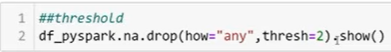 1 ##threshold
2 df_pyspark.na.drop(how="any",thresh=2).show()